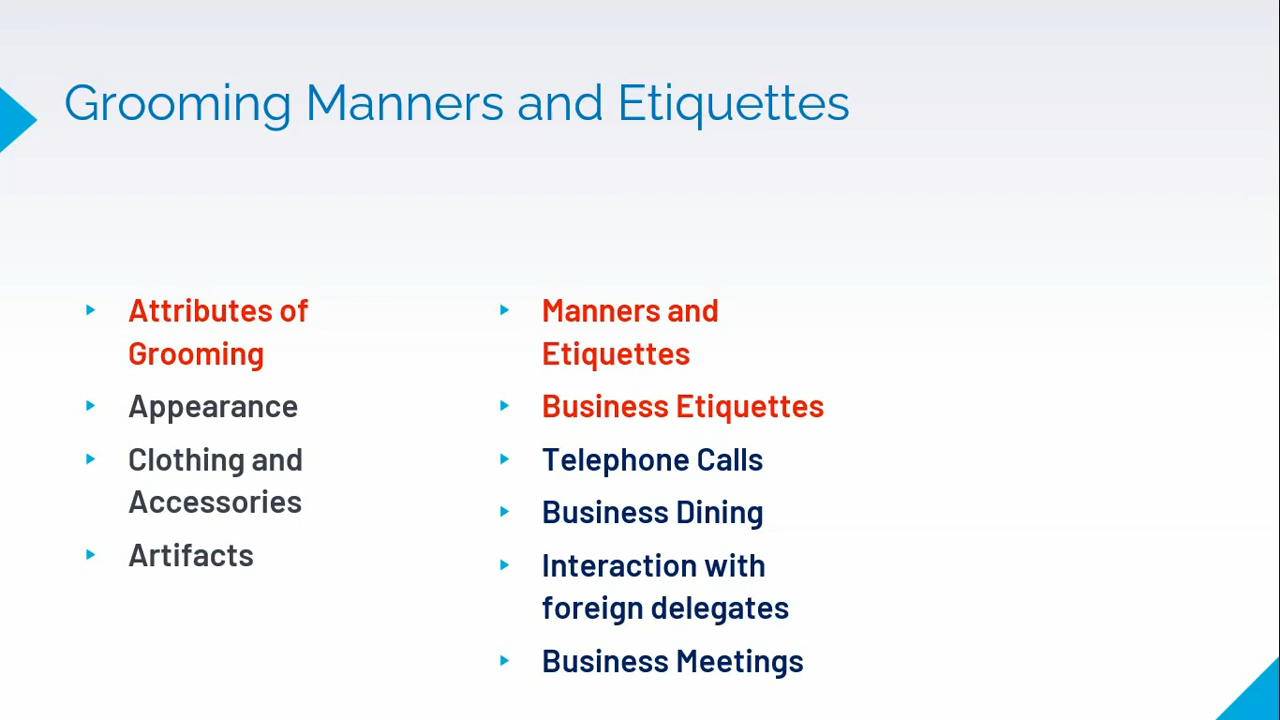 Grooming Manners and Etiquettes
Attributes of
Grooming
Appearance
Clothing and
Accessories
Artifacts
Manners and
Etiquettes
Business Etiquettes
Telephone Calls
Business Dining
Interaction with
foreign delegates
Business Meetings